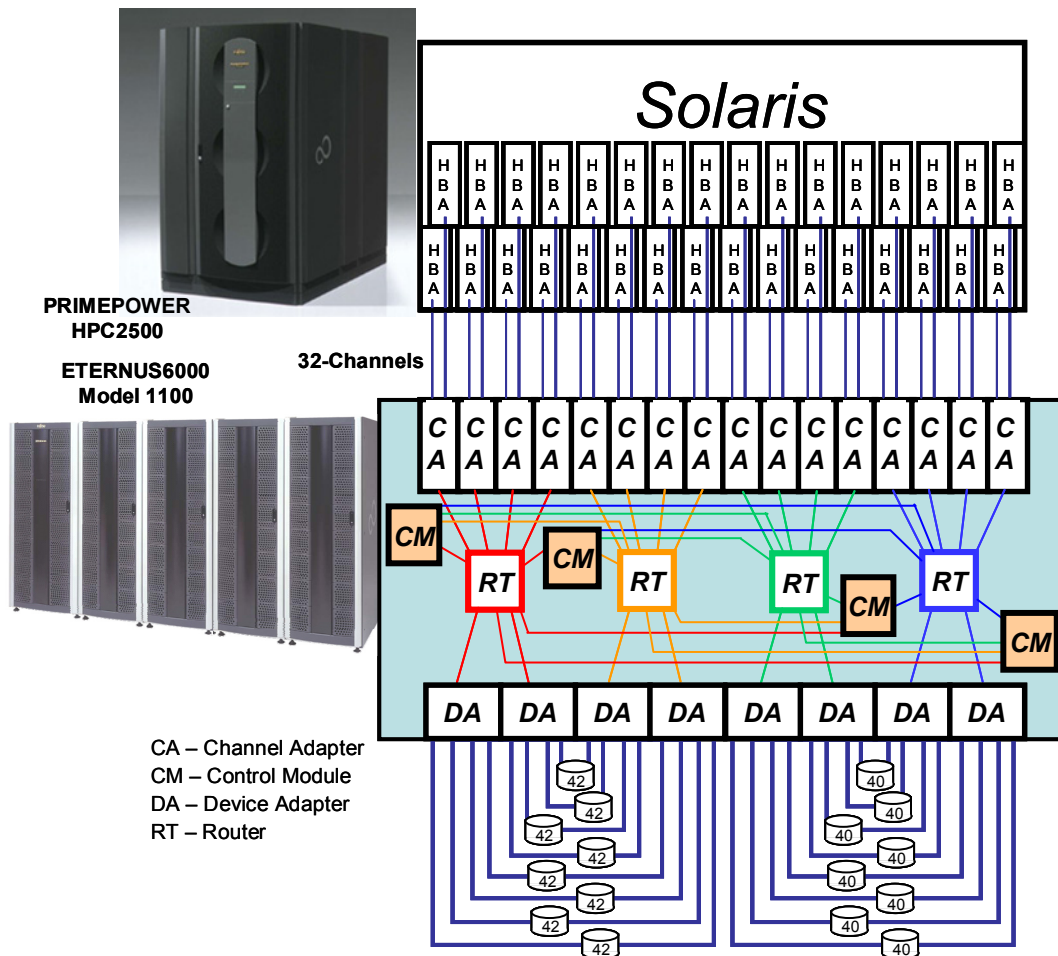 Solaris
HBA HBA HBA HBA HBA HBA HBA HBA HBA HBA HBA HBA HBA HBA HBA HBA
HBA HBA HBA HBA HBA HBA HBA HBA HBA HBA HBA HBA HBA HBA HBA HBA
PRIMEPOWER
HPC2500
32-Channels
ETERNUS6000
Model 1100
CA CA CA CA CA CA CA CA CA CA CA CA CA CA CA CA
CM
CM
RT RT RT RT
CM
CM
DA DA DA DA DA DA DA DA
CA – Channel Adapter
CM – Control Module
DA – Device Adapter
RT – Router
42 40
42 40
42 40
42 40
42 40
42 40
42 40
42 40